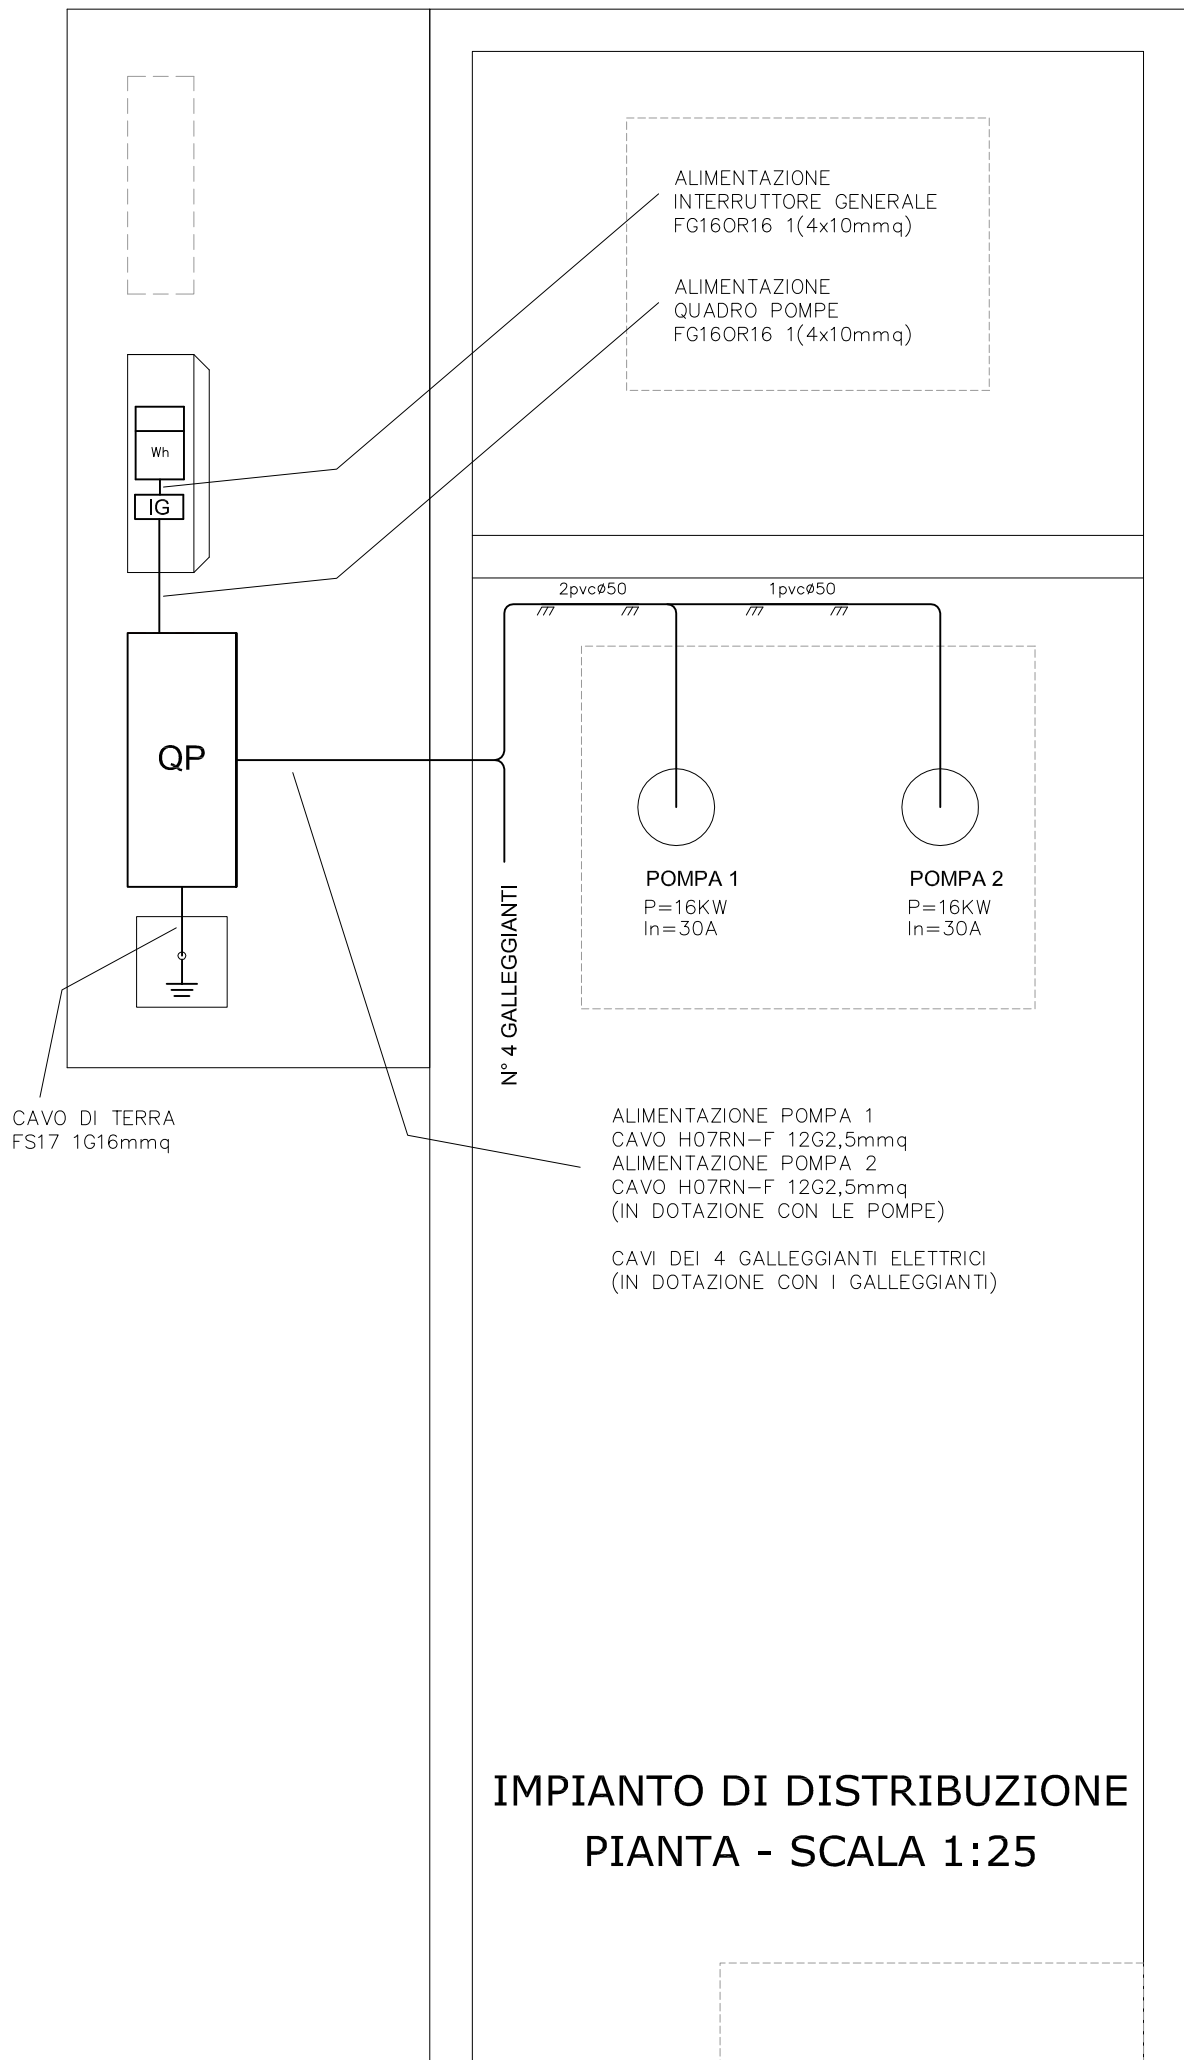 ALIMENTAZIONE
INTERRUTTORE GENERALE
FG16OR16 1(4x10mmq)
ALIMENTAZIONE
QUADRO POMPE
FG16OR16 1(4x10mmq)
Wh
IG
2pvcø50
1pvcø50
QP
POMPA 1
P=16KW
In=30A
POMPA 2
P=16KW
In=30A
N° 4 GALLEGGIANTI
CAVO DI TERRA
FS17 1G16mmq
ALIMENTAZIONE POMPA 1
CAVO H07RN-F 12G2,5mmq
ALIMENTAZIONE POMPA 2
CAVO H07RN-F 12G2,5mmq
(IN DOTAZIONE CON LE POMPE)
CAVI DEI 4 GALLEGGIANTI ELETTRICI
(IN DOTAZIONE CON I GALLEGGIANTI)
IMPIANTO DI DISTRIBUZIONE
PIANTA - SCALA 1:25